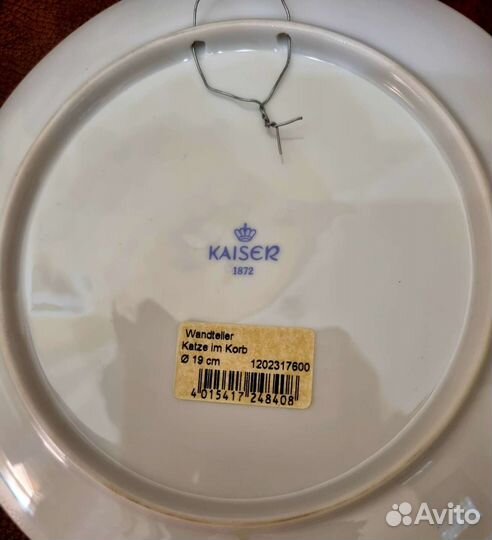 KAISER
1872
Wandteller
Katze im Korb
Ø 19 cm 1202317600
4 015417 248408
Avito